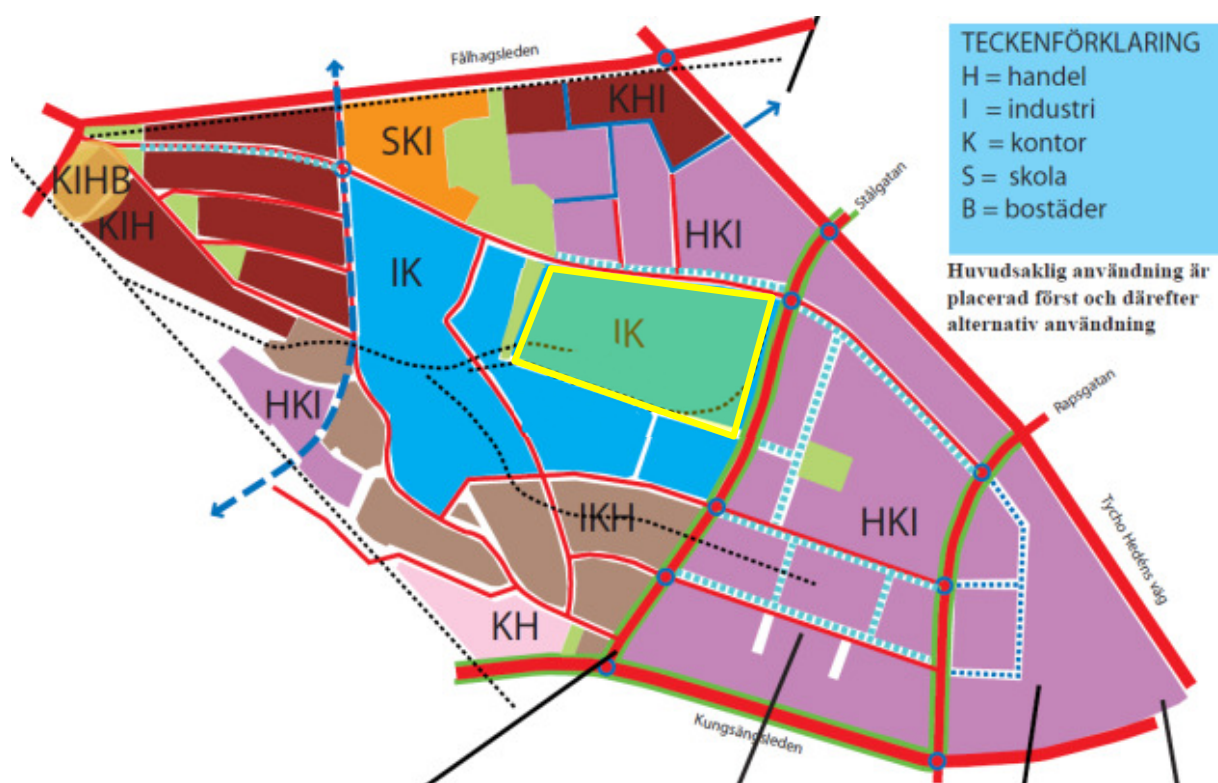 Fålhagsleden
TECKENFÖRKLARING
H = handel
I = industri
K = kontor
S = skola
B = bostäder
Huvudsaklig användning är
placerad först och därefter
alternativ användning
KHI
SKI
KIHB
KIH
Stålgatan
HKI
IK
IK
HKI
Rapsgatan
IKH
HKI
Tycho Hedéns väg
KH
Kungsängsleden